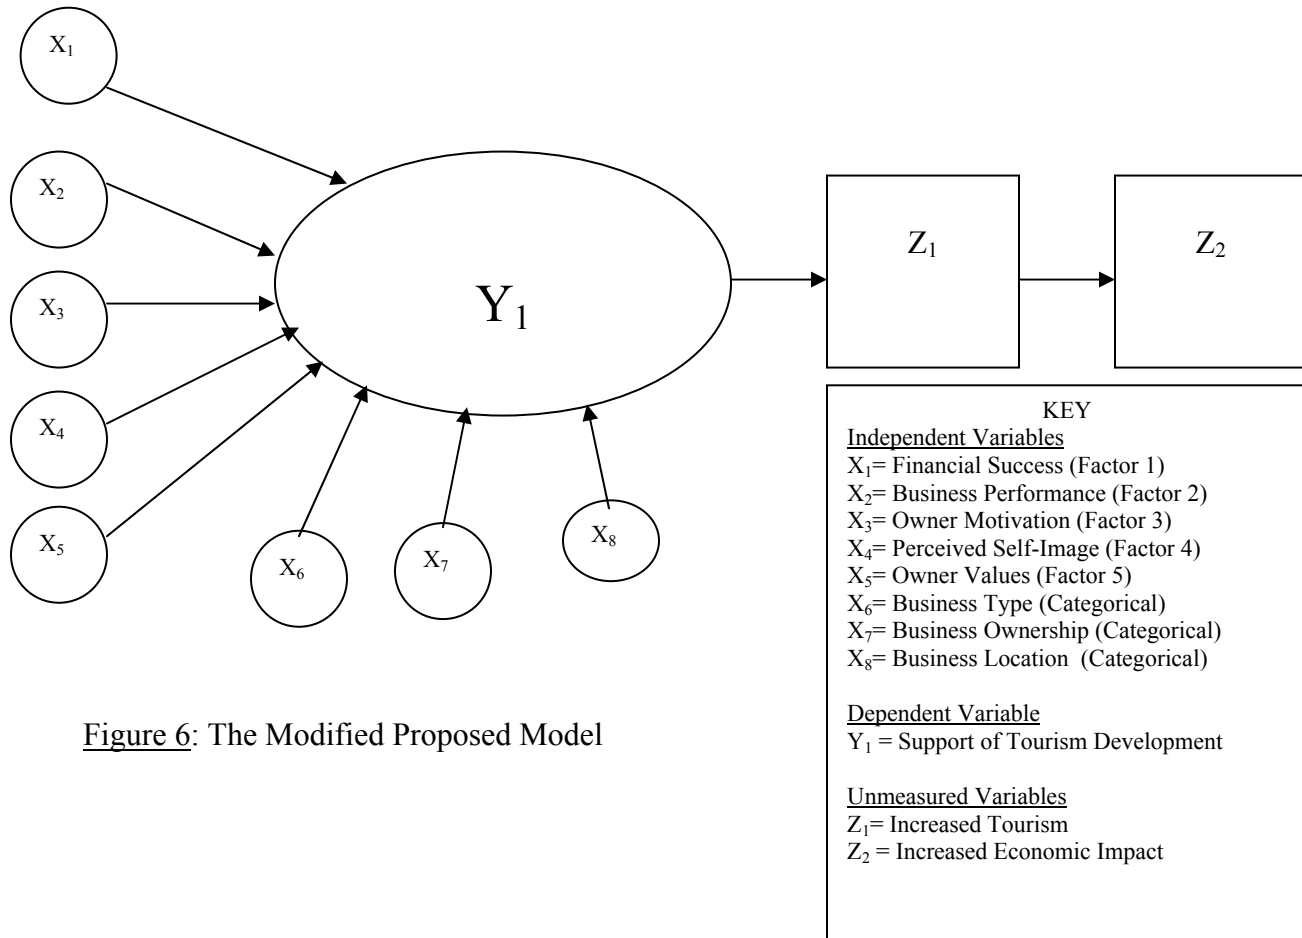 X₁
X₂
X₃
X₄
X₅
X₆
X₇
X₈
Y₁
Z₁
Z₂
KEY
Independent Variables
X₁= Financial Success (Factor 1)
X₂= Business Performance (Factor 2)
X₃= Owner Motivation (Factor 3)
X₄= Perceived Self-Image (Factor 4)
X₅= Owner Values (Factor 5)
X₆= Business Type (Categorical)
X₇= Business Ownership (Categorical)
X₈= Business Location (Categorical)
Dependent Variable
Y₁ = Support of Tourism Development
Unmeasured Variables
Z₁= Increased Tourism
Z₂ = Increased Economic Impact
Figure 6: The Modified Proposed Model